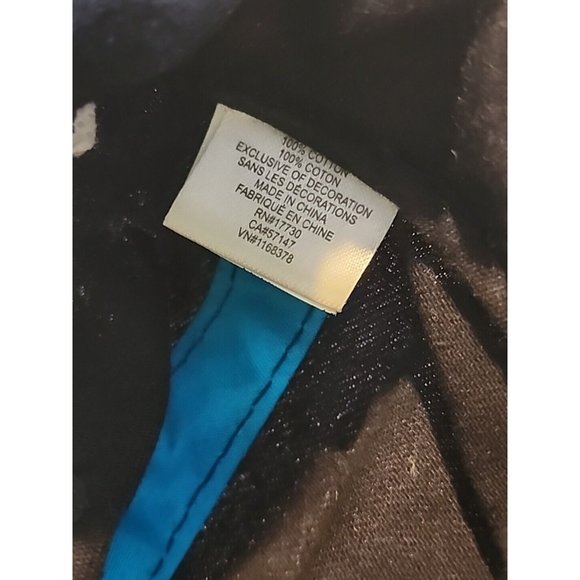 100% COTTON
100% COTON
EXCLUSIVE OF DECORATION
SANS LES DÉCORATIONS
MADE IN CHINA
FABRIQUÉ EN CHINE
RN#17730
CA#57147
VN#1168378